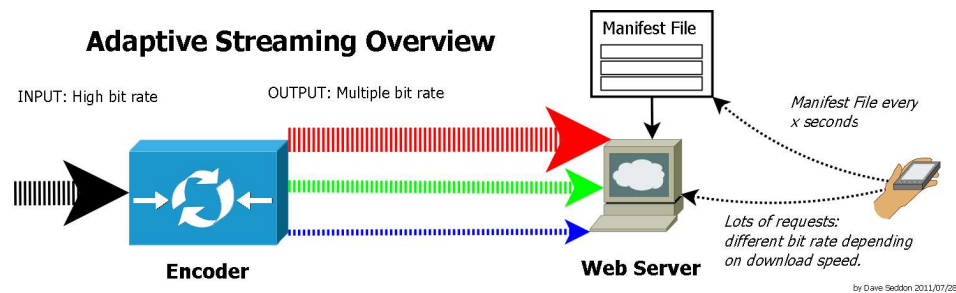 Adaptive Streaming Overview
INPUT: High bit rate
OUTPUT: Multiple bit rate
Encoder
Manifest File
Web Server
Manifest File every
x seconds
Lots of requests:
different bit rate depending
on download speed.
by Dave Seddon 2011/07/28